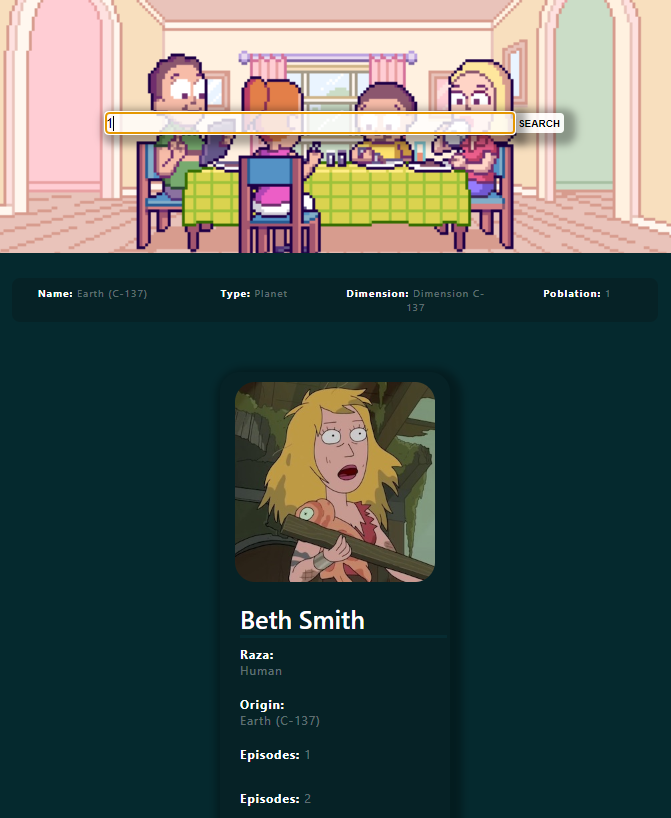 1
SEARCH
Name: Earth (C-137)
Type: Planet
Dimension: Dimension C-
137
Poblation: 1
Beth Smith
Raza:
Human
Origin:
Earth (C-137)
Episodes: 1
Episodes: 2